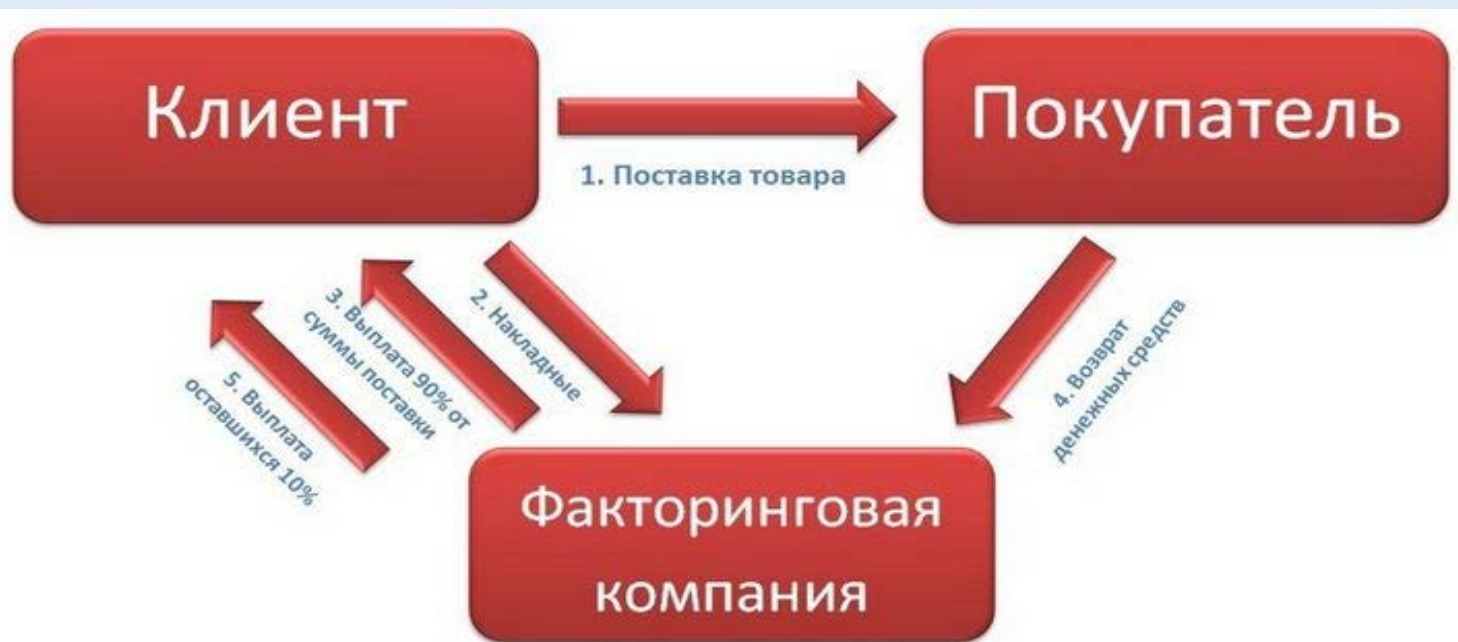 Клиент
Покупатель
1. Поставка товара
2. Накладные
3. Выплата 90% от
суммы поставки
4. Возврат
денежных средств
5. Выплата
оставшихся 10%
Факторинговая
компания